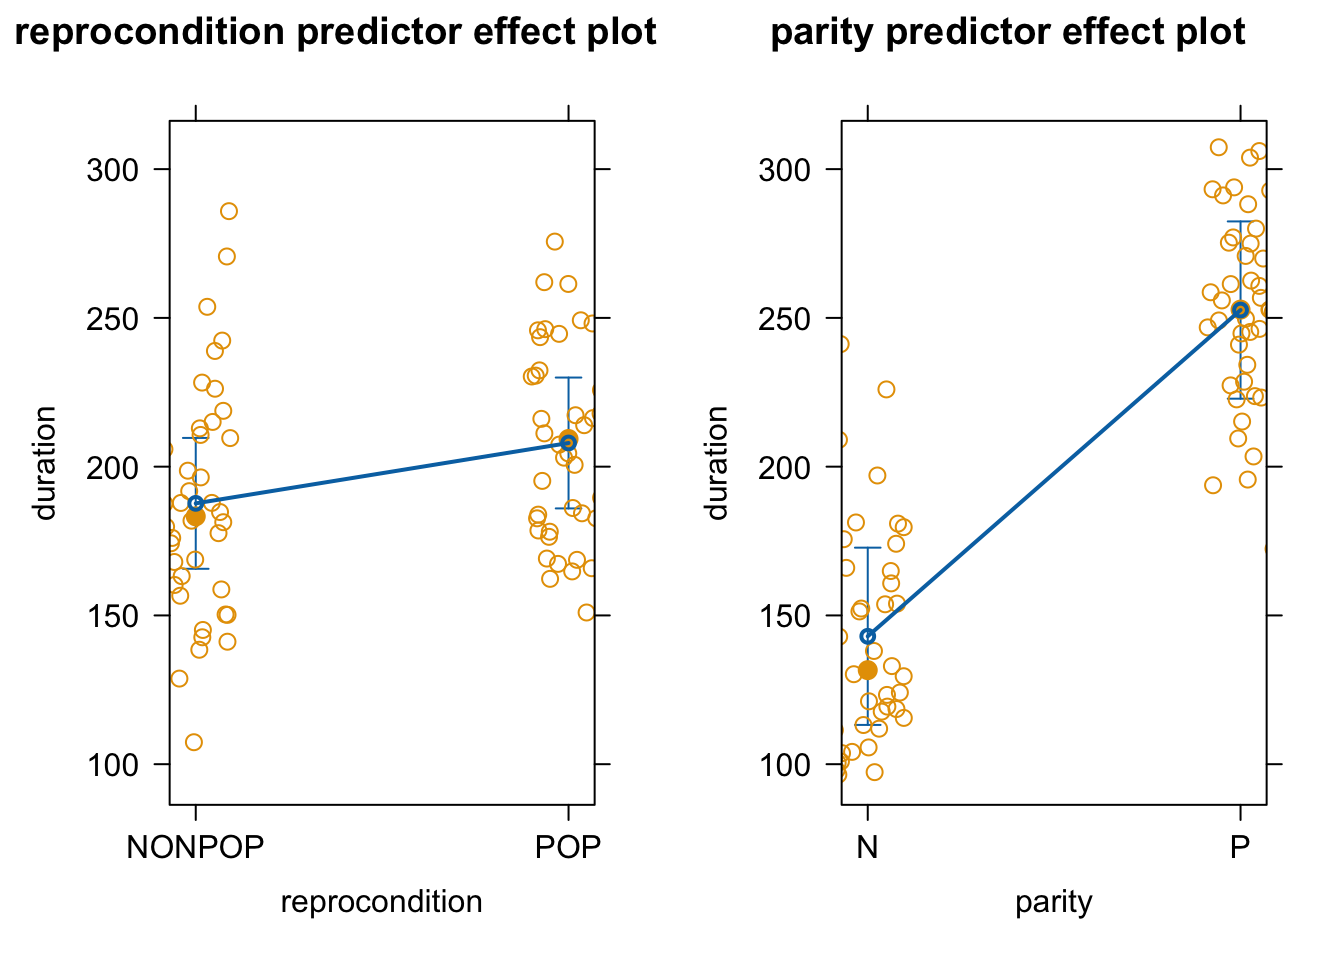 reprocondition predictor effect plot
300
250
200
150
100
duration
NONPOP
POP
reprocondition
parity predictor effect plot
300
250
200
150
100
duration
N
P
parity